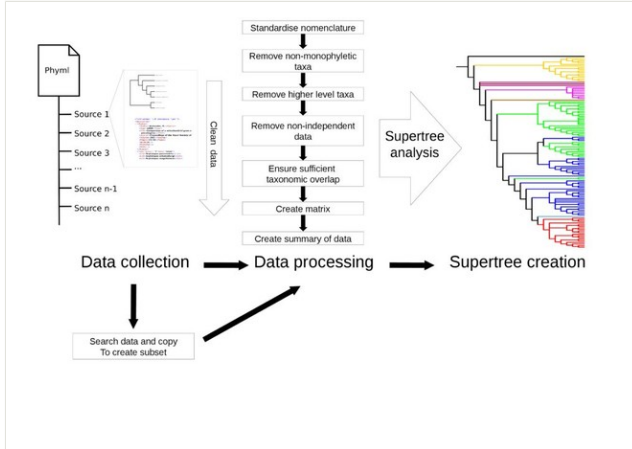 Phyml
Source 1
Source 2
Source 3
...
Source n-1
Source n
Clean data
Standardise nomenclature
Remove non-monophyletic
taxa
Remove higher level taxa
Remove non-independent
data
Ensure sufficient
taxonomic overlap
Create matrix
Create summary of data
Supertree
analysis
Data collection
Data processing
Supertree creation
Search data and copy
To create subset